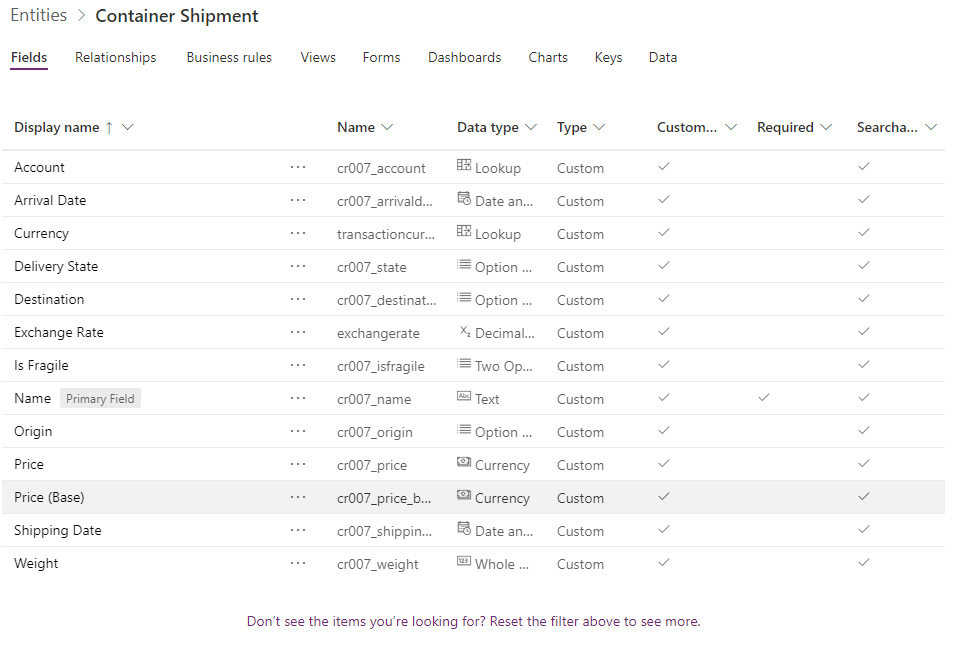 Entities > Container Shipment
Fields Relationships Business rules Views Forms Dashboards Charts Keys Data
Display name ↑ Name Data type Type Custom... Required Searcha...
Account ··· cr007_account Lookup Custom ✓ ✓
Arrival Date ··· cr007_arrivald... Date an... Custom ✓ ✓
Currency ··· transactioncur... Lookup Custom ✓ ✓
Delivery State ··· cr007_state Option ... Custom ✓ ✓
Destination ··· cr007_destinat... Option ... Custom ✓ ✓
Exchange Rate ··· exchangerate Decimal... Custom ✓ ✓
Is Fragile ··· cr007_isfragile Two Op... Custom ✓ ✓
Name Primary Field ··· cr007_name Abc Text Custom ✓ ✓ ✓
Origin ··· cr007_origin Option ... Custom ✓ ✓
Price ··· cr007_price Currency Custom ✓ ✓
Price (Base) ··· cr007_price_b... Currency Custom ✓ ✓
Shipping Date ··· cr007_shippin... Date an... Custom ✓ ✓
Weight ··· cr007_weight 123 Whole ... Custom ✓ ✓
Don’t see the items you’re looking for? Reset the filter above to see more.